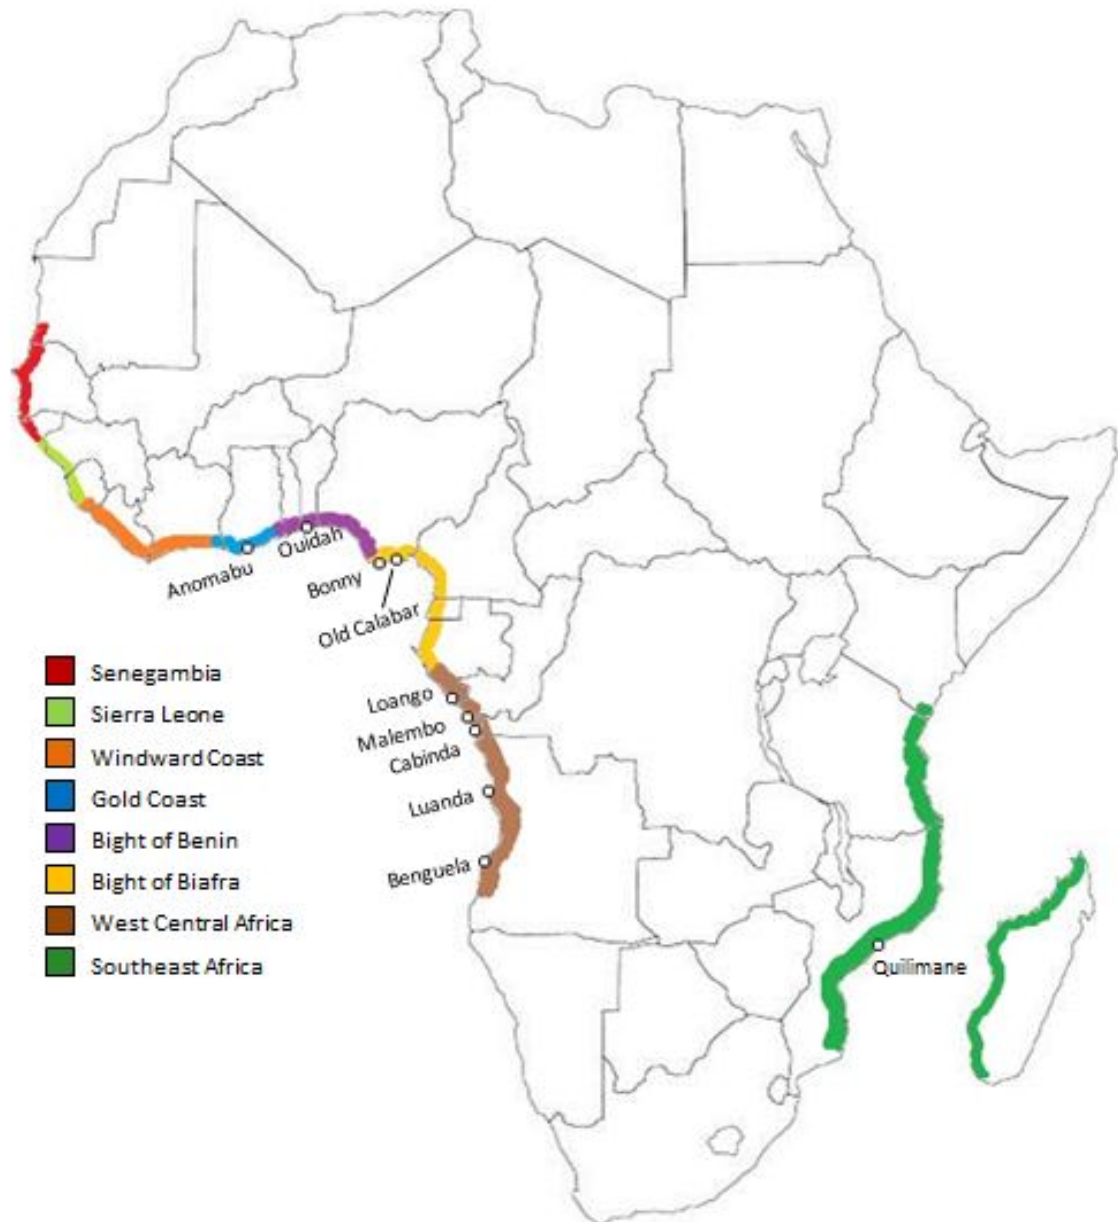 Ouidah
Anomabu
Bonny
Old Calabar
Senegambia
Sierra Leone
Windward Coast
Gold Coast
Bight of Benin
Bight of Biafra
West Central Africa
Southeast Africa
Loango
Malembo
Cabinda
Luanda
Benguela
Quilimane